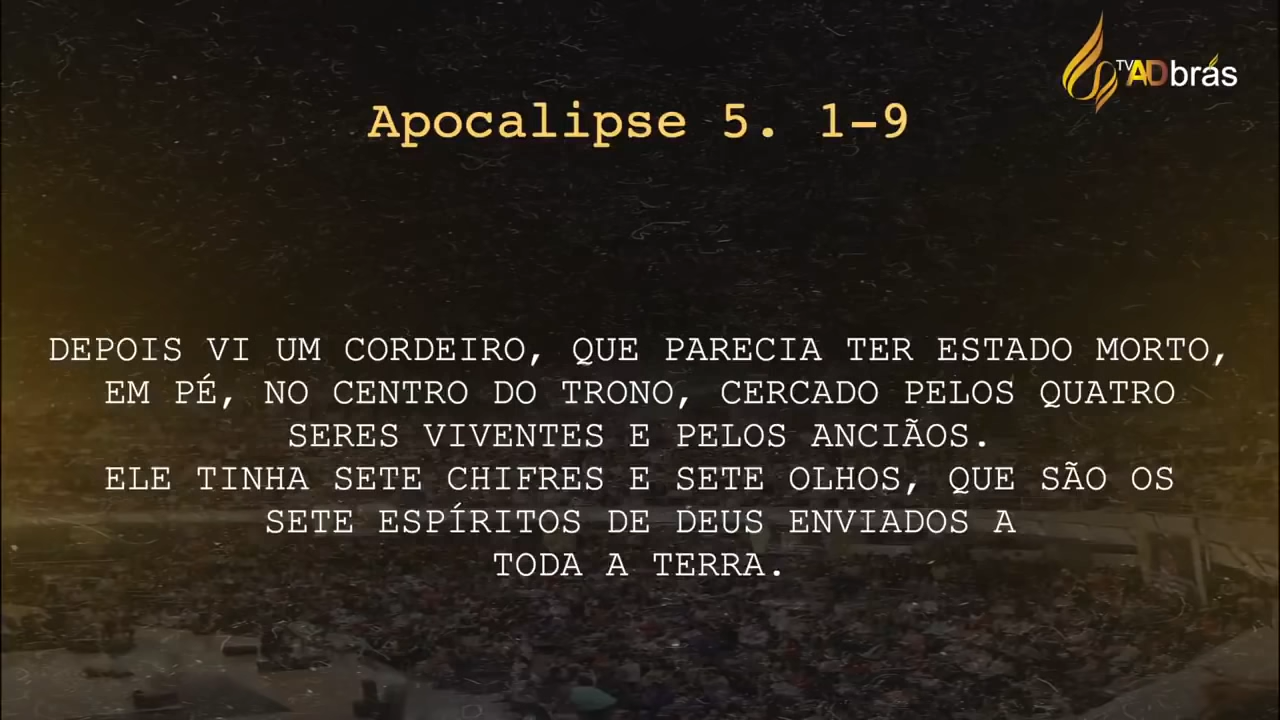 TV ADbrás
Apocalipse 5. 1-9
DEPOIS VI UM CORDEIRO, QUE PARECIA TER ESTADO MORTO,
EM PÉ, NO CENTRO DO TRONO, CERCADO PELOS QUATRO
SERES VIVENTES E PELOS ANCIÃOS.
ELE TINHA SETE CHIFRES E SETE OLHOS, QUE SÃO OS
SETE ESPÍRITOS DE DEUS ENVIADOS A
TODA A TERRA.